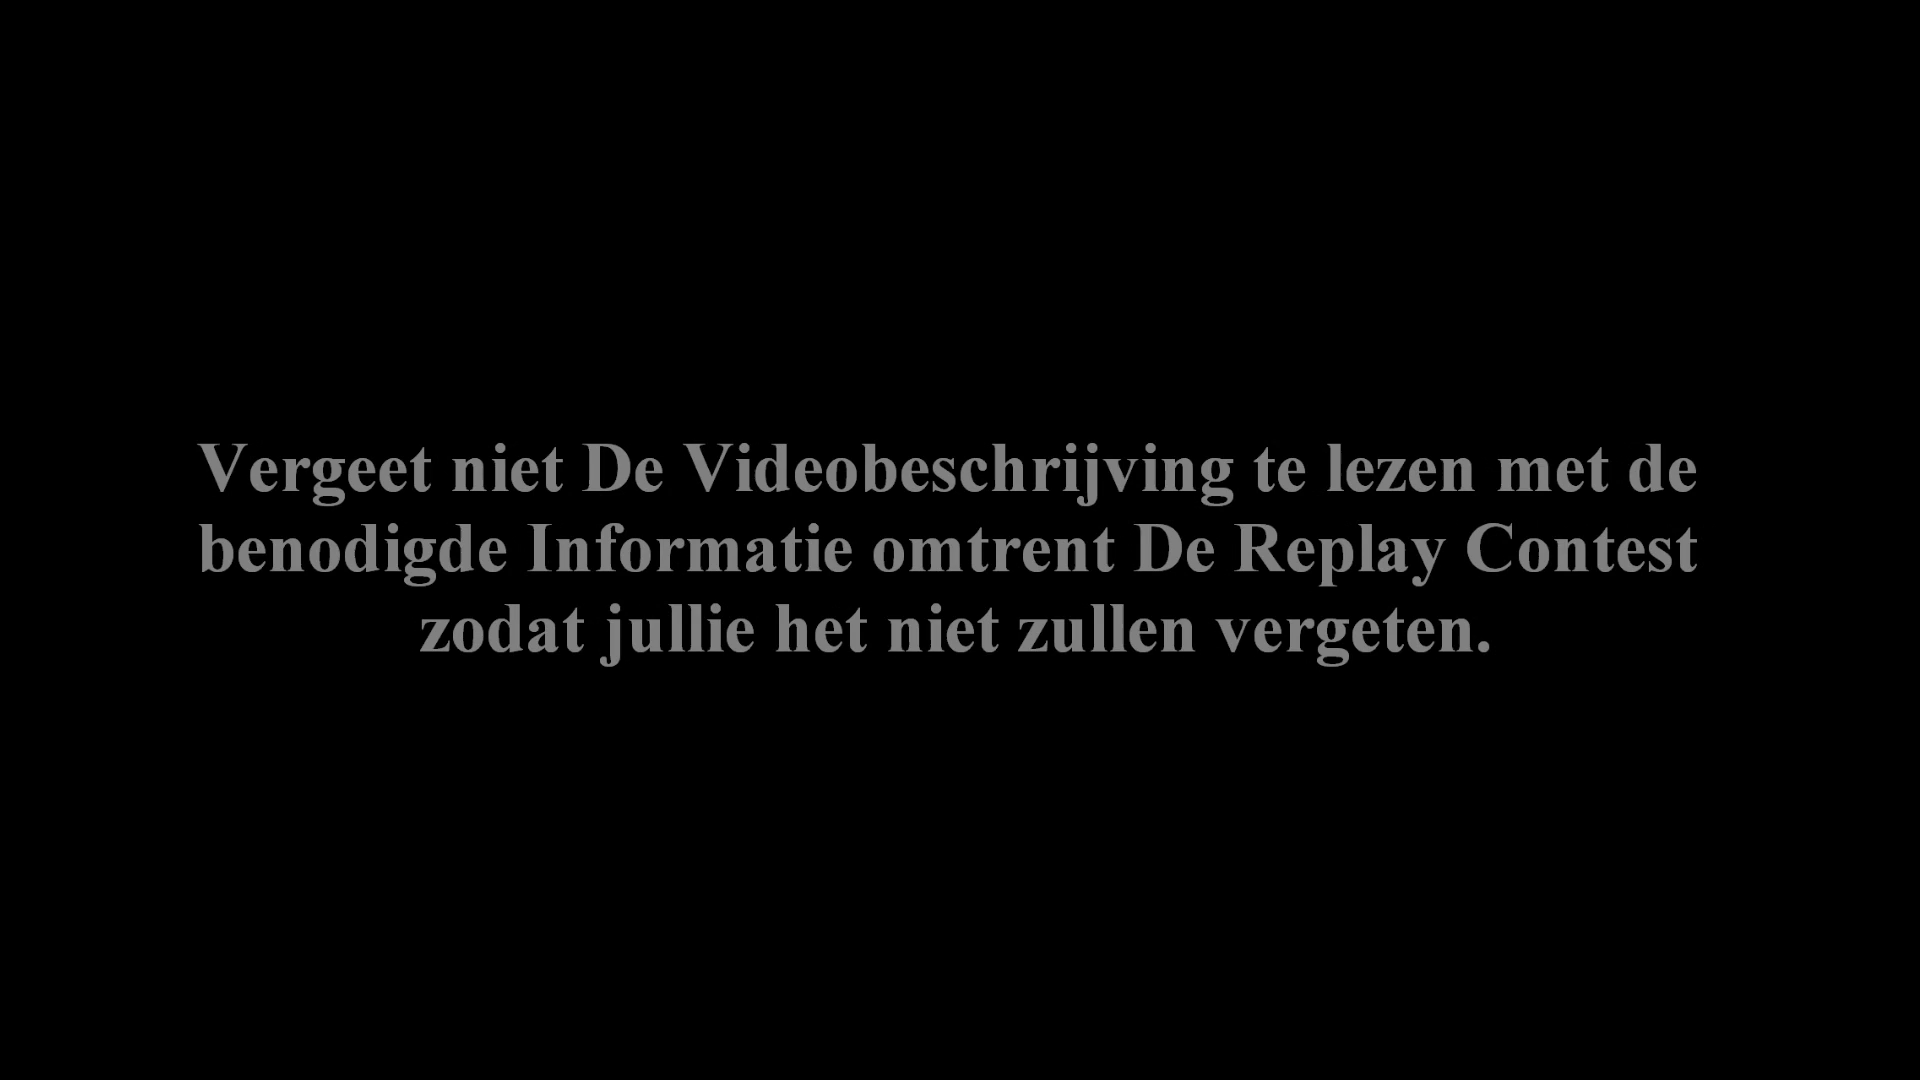 Vergeet niet De Videobeschrijving te lezen met de
benodigde Informatie omtrent De Replay Contest
zodat jullie het niet zullen vergeten.